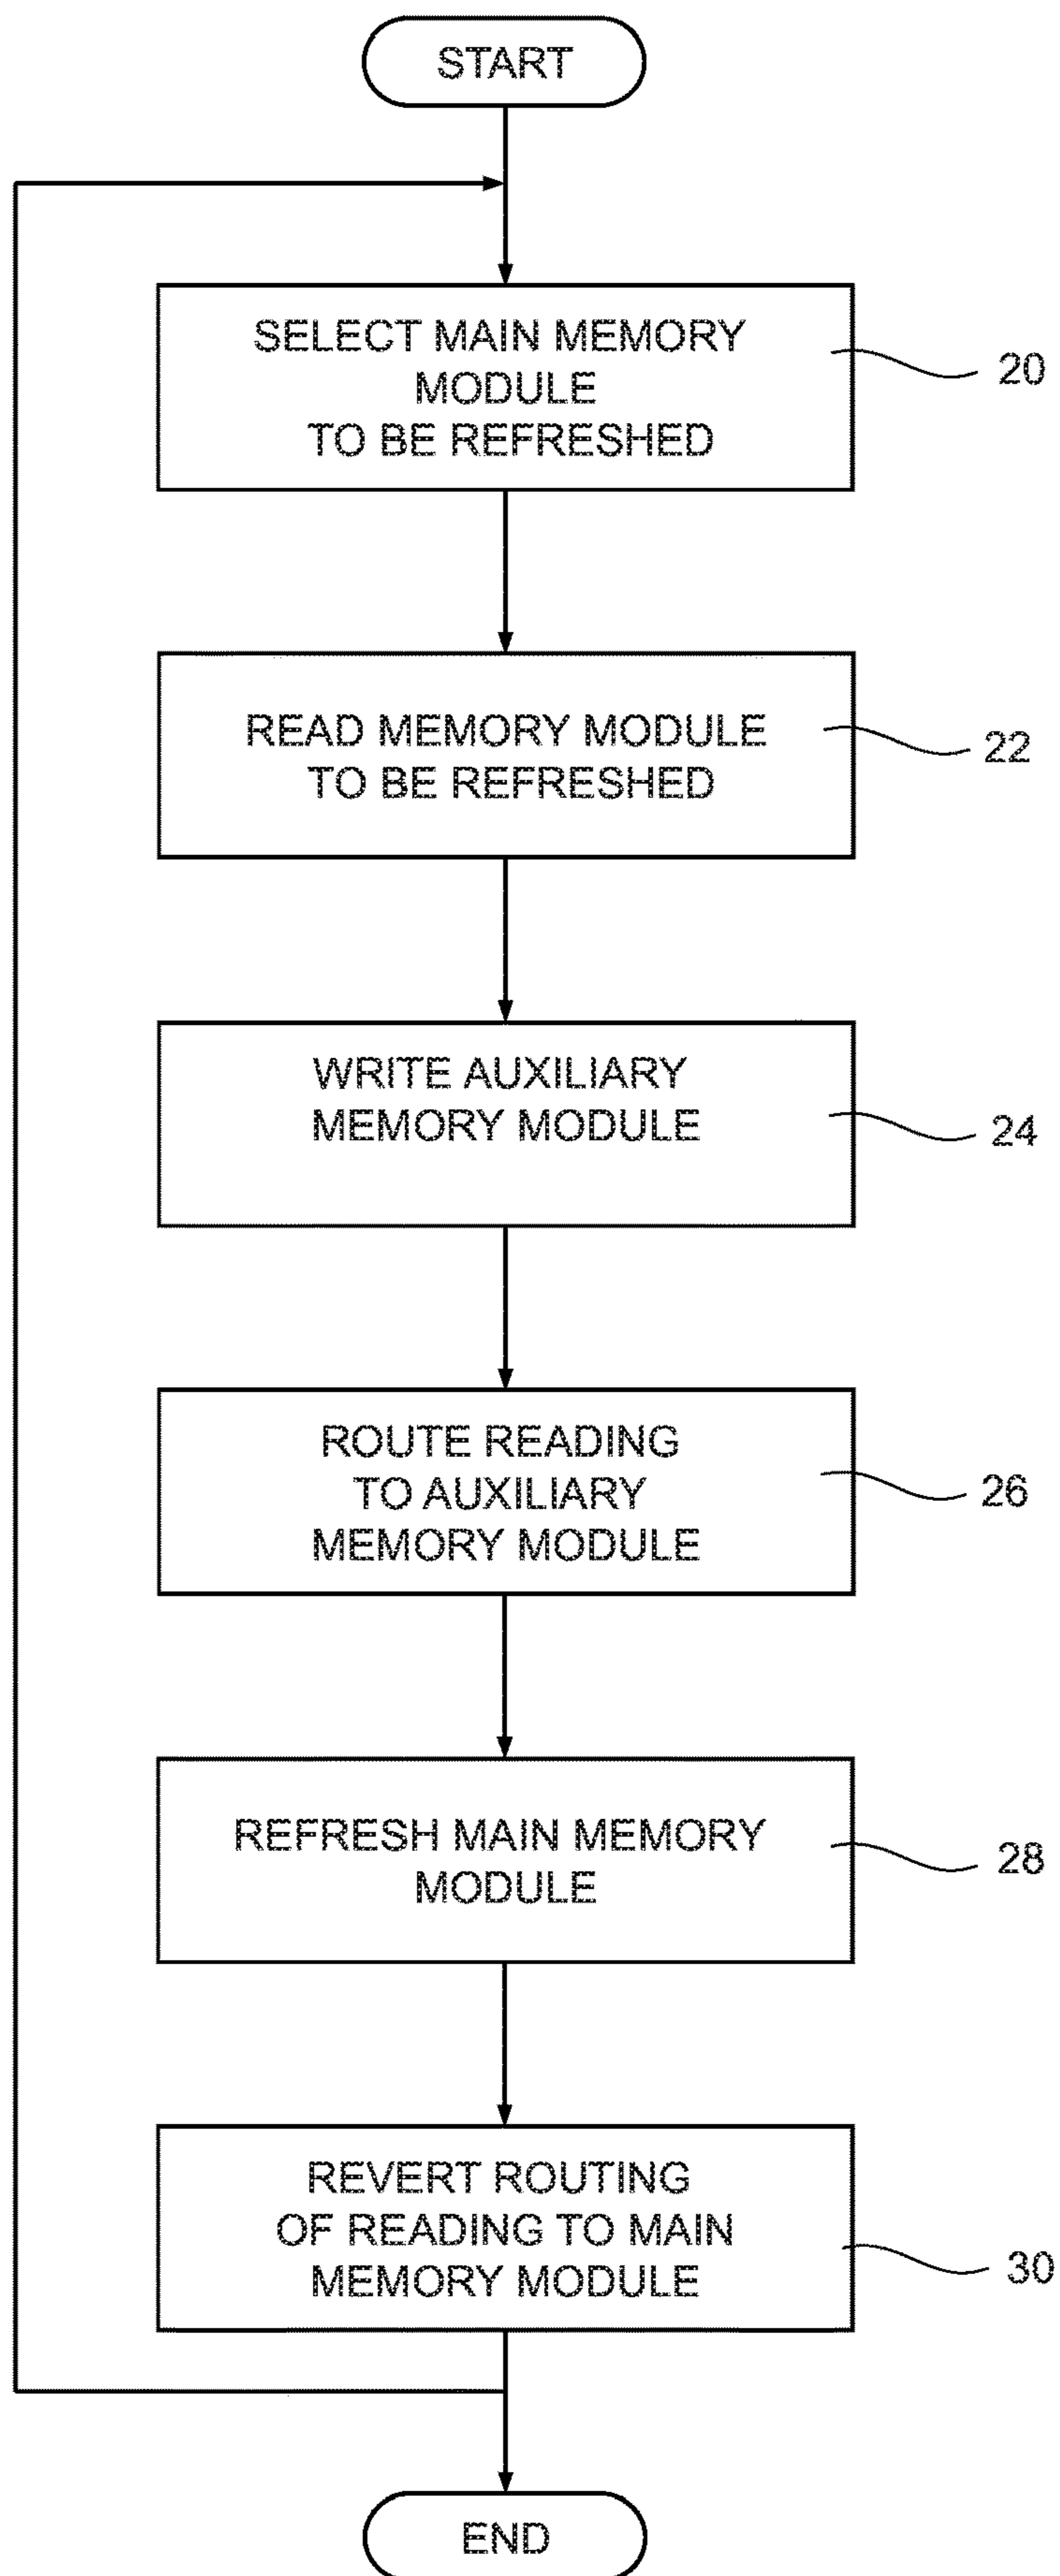 START
SELECT MAIN MEMORY
MODULE
TO BE REFRESHED
20
READ MEMORY MODULE
TO BE REFRESHED
22
WRITE AUXILIARY
MEMORY MODULE
24
ROUTE READING
TO AUXILIARY
MEMORY MODULE
26
REFRESH MAIN MEMORY
MODULE
28
REVERT ROUTING
OF READING TO MAIN
MEMORY MODULE
30
END